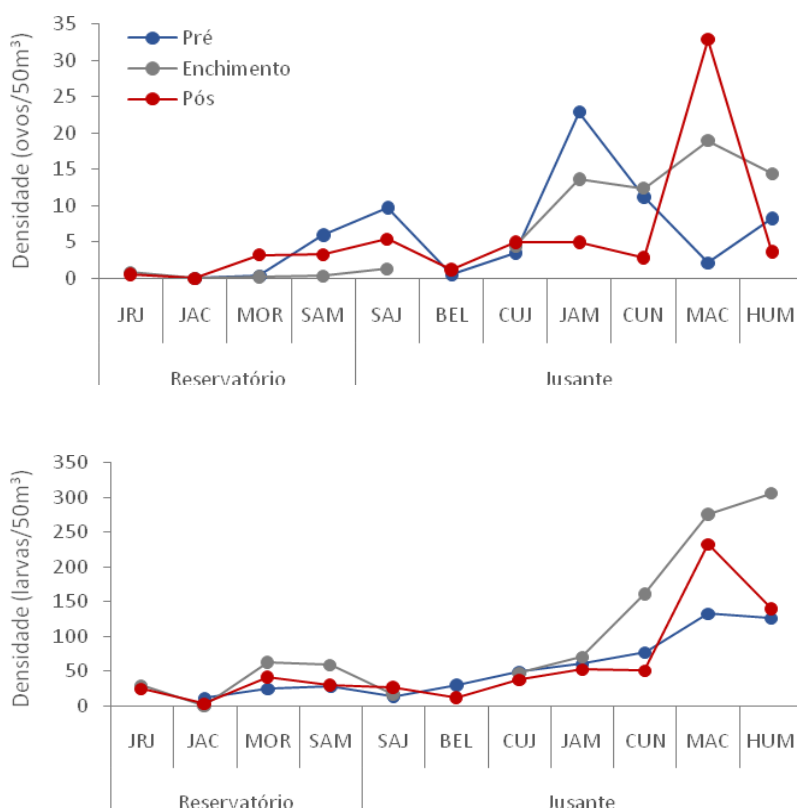 Densidade (ovos/50m³)
35
30
25
20
15
10
5
0
Pré
Enchimento
Pós
JRJ JAC MOR SAM SAJ BEL CUJ JAM CUN MAC HUM
Reservatório Jusante
Densidade (larvas/50m³)
350
300
250
200
150
100
50
0
JRJ JAC MOR SAM SAJ BEL CUJ JAM CUN MAC HUM
Reservatório Jusante